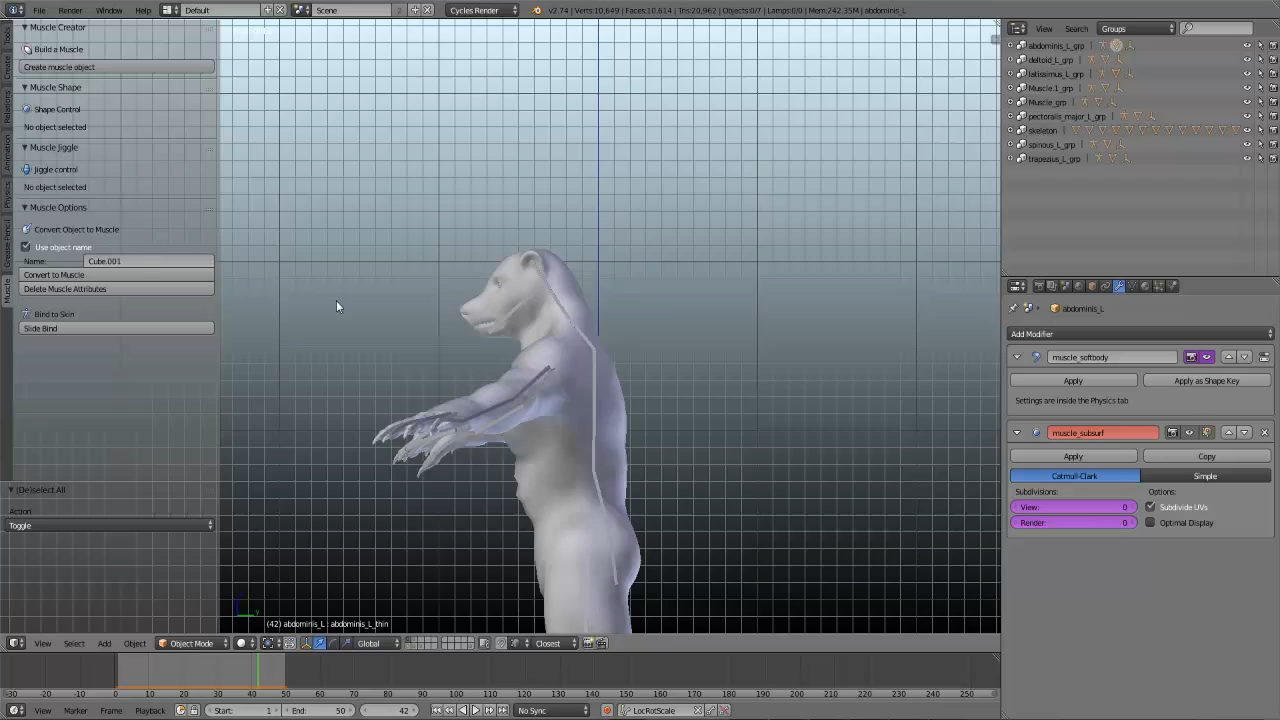 File Render Window Help Default Scene 2 Cycles Render v2.74 | Verts:10,649 | Faces:10,614 | Tris:20,962 | Objects:0/7 | Lamps:0/0 | Mem:242.35M | abdominis_L
Muscle Creator
Build a Muscle
Create muscle object
Muscle Shape
Shape Control
No object selected
Muscle Jiggle
Jiggle control
No object selected
Muscle Options
Convert Object to Muscle
Use object name
Name: Cube.001
Convert to Muscle
Delete Muscle Attributes
Bind to Skin
Slide Bind
(De)select All
Action
Toggle
Tools
Create
Relations
Animation
Physics
Grease Pencil
Muscle
(42) abdominis_L : abdominis_L_thin
View Search Groups
abdominis_L_grp
deltoid_L_grp
latissimus_L_grp
Muscle.1_grp
Muscle_grp
pectoralis_major_L_grp
skeleton
spinous_L_grp
trapezius_L_grp
abdominis_L
Add Modifier
muscle_softbody
Apply Apply as Shape Key
Settings are inside the Physics tab
muscle_subsurf
Apply Copy
Catmull-Clark Simple
Subdivisions: Options:
View: 0 Subdivide UVs
Render: 0 Optimal Display
View Select Add Object Object Mode Global Closest
-30 -20 -10 0 10 20 30 40 50 60 70 80 90 100 110 120 130 140 150 160 170 180 190 200 210 220 230 240 250
View Marker Frame Playback Start: 1 End: 50 42 No Sync LocRotScale